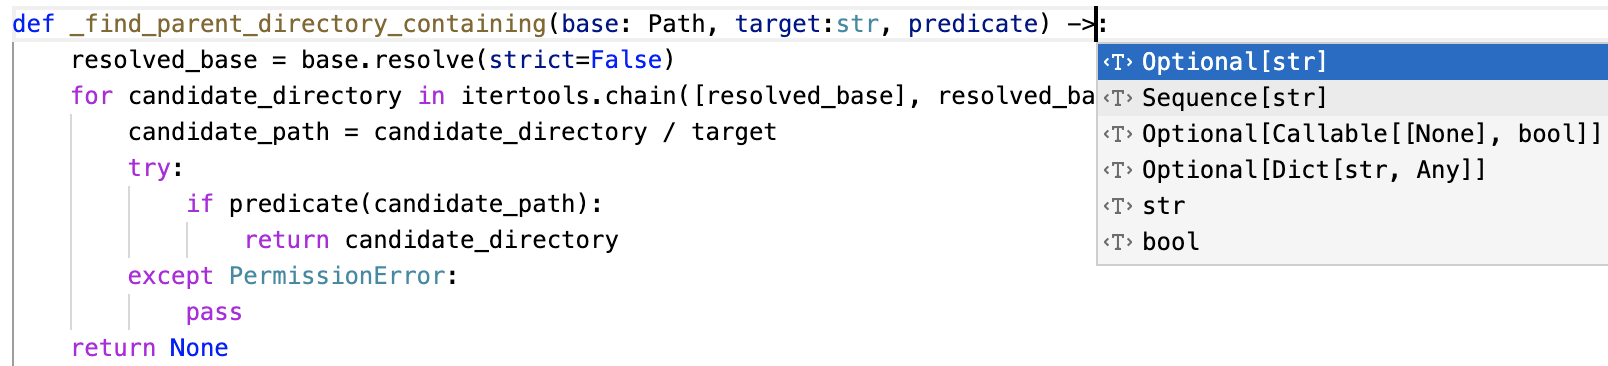 def _find_parent_directory_containing(base: Path, target:str, predicate) ->:
    resolved_base = base.resolve(strict=False)
    for candidate_directory in itertools.chain([resolved_base], resolved_ba
        candidate_path = candidate_directory / target
        try:
            if predicate(candidate_path):
                return candidate_directory
        except PermissionError:
            pass
    return None
<T> Optional[str]
<T> Sequence[str]
<T> Optional[Callable[[None], bool]]
<T> Optional[Dict[str, Any]]
<T> str
<T> bool